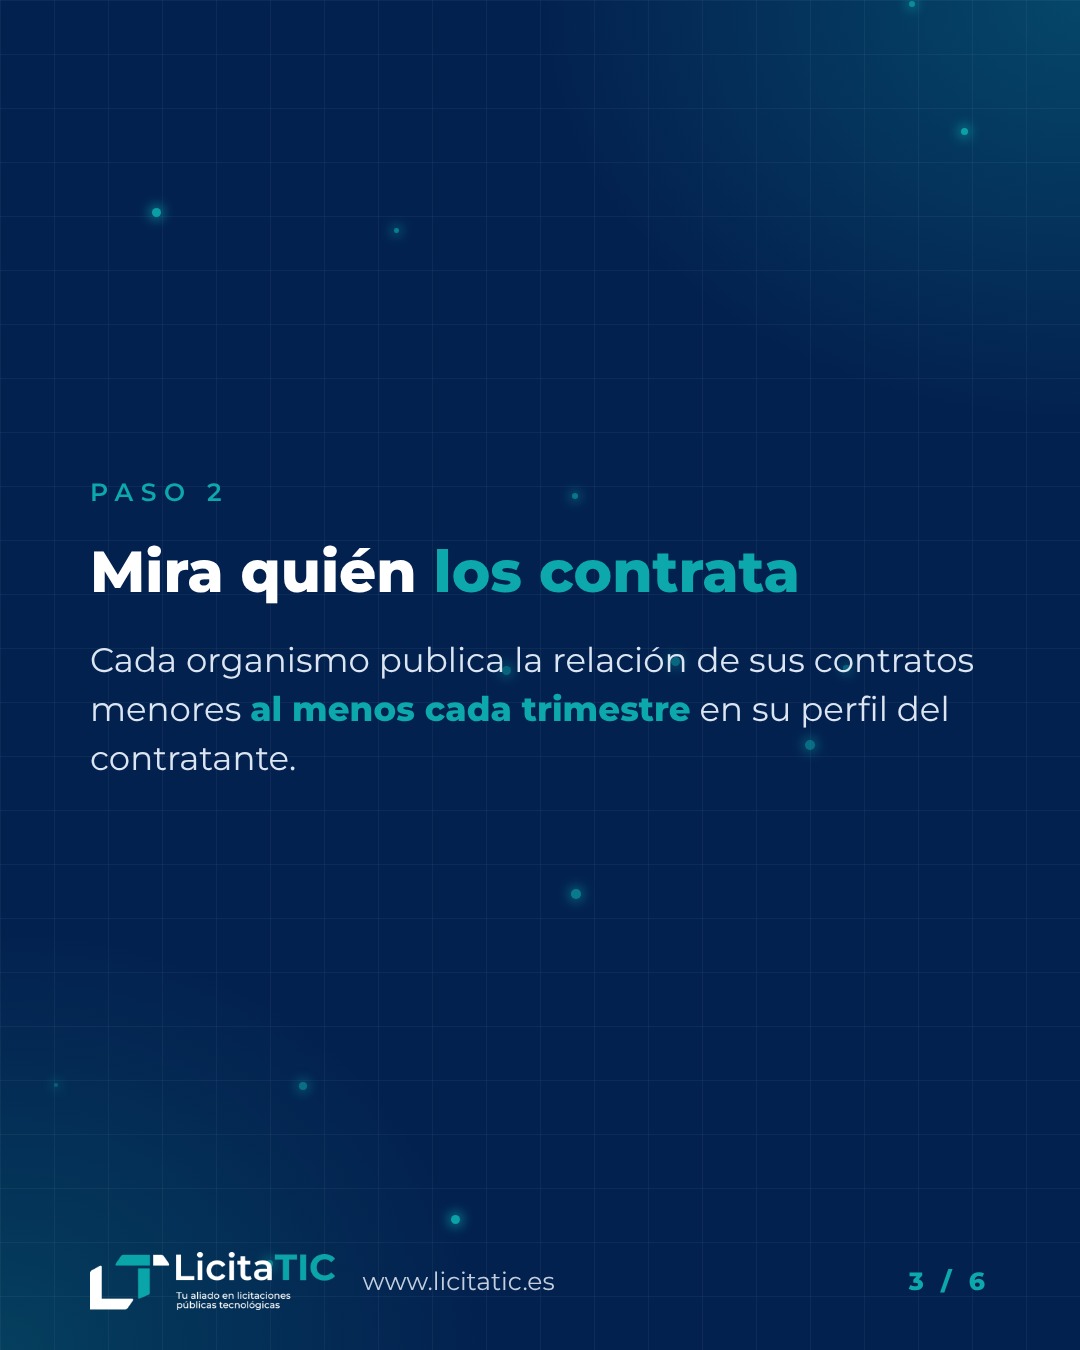 PASO 2
Mira quién los contrata
Cada organismo publica la relación de sus contratos
menores al menos cada trimestre en su perfil del
contratante.
LicitaTIC
Tu aliado en licitaciones
públicas tecnológicas
www.licitatic.es
3 / 6